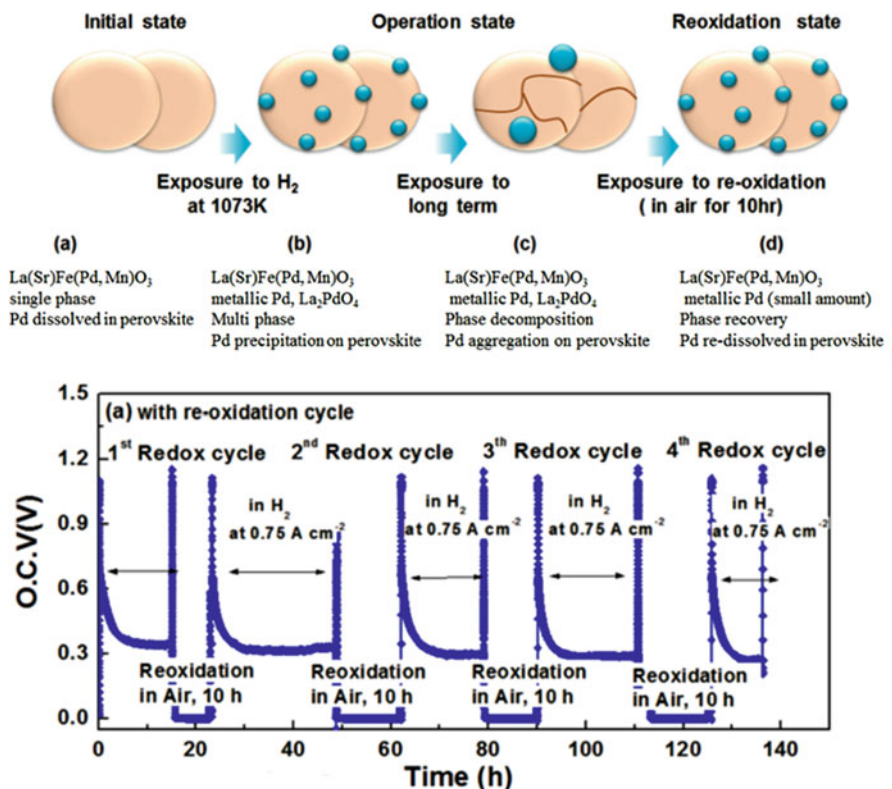 Initial state
Operation state
Reoxidation state
Exposure to H2
at 1073K
Exposure to
long term
Exposure to re-oxidation
( in air for 10hr)
(a)
La(Sr)Fe(Pd, Mn)O3
single phase
Pd dissolved in perovskite
(b)
La(Sr)Fe(Pd, Mn)O3
metallic Pd, La2PdO4
Multi phase
Pd precipitation on perovskite
(c)
La(Sr)Fe(Pd, Mn)O3
metallic Pd, La2PdO4
Phase decomposition
Pd aggregation on perovskite
(d)
La(Sr)Fe(Pd, Mn)O3
metallic Pd (small amount)
Phase recovery
Pd re-dissolved in perovskite
(a) with re-oxidation cycle
1st Redox cycle
2nd Redox cycle
3th Redox cycle
4th Redox cycle
in H2
at 0.75 A cm-2
in H2
at 0.75 A cm-2
in H2
at 0.75 A cm-2
in H2
at 0.75 A cm-2
Reoxidation
in Air, 10 h
Reoxidation
in Air, 10 h
Reoxidation
in Air, 10 h
Reoxidation
in Air, 10 h
O.C.V(V)
1.5
1.2
0.9
0.6
0.3
0.0
0 20 40 60 80 100 120 140
Time (h)